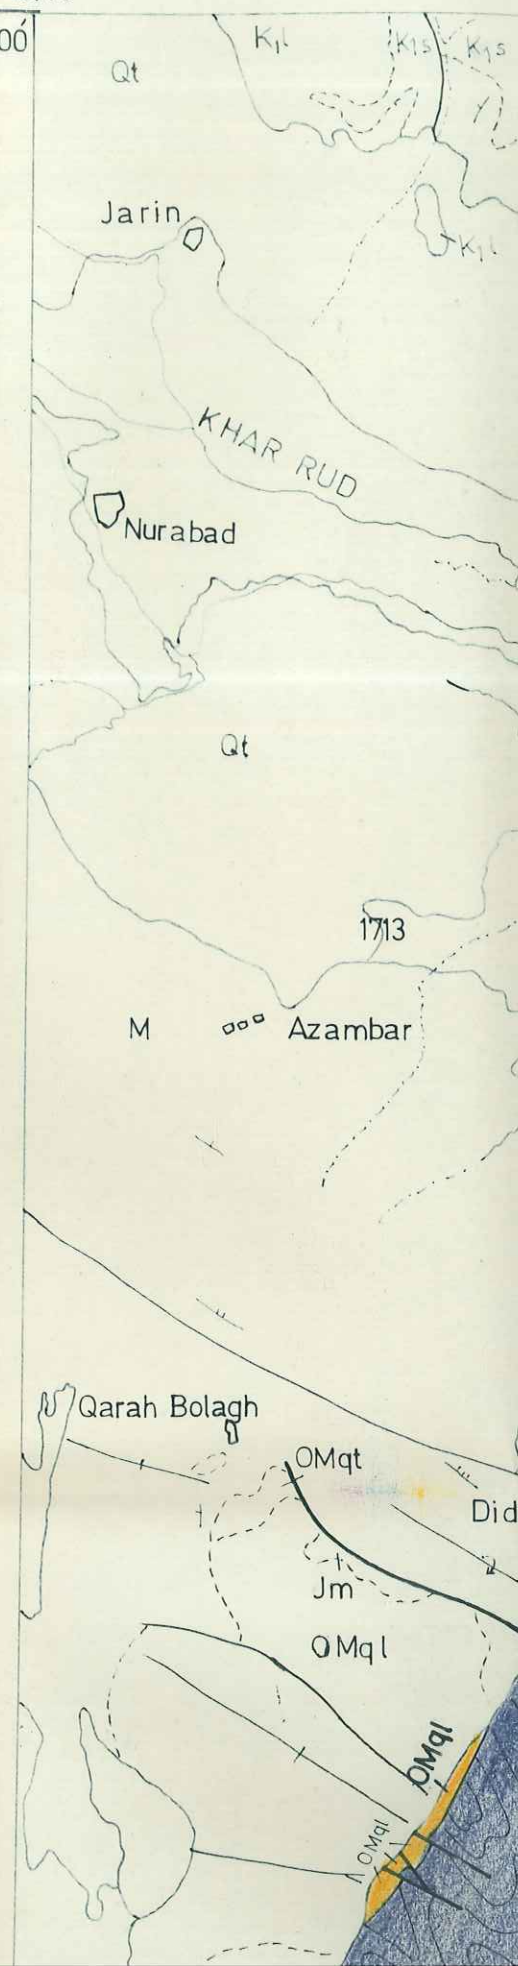 00'
K₁l
K₁s
K₁s
Qt
Jarin
K₁l
KHAR RUD
Nurabad
Qt
1713
M
Azambar
Qarah Bolagh
OMqt
Did
Jm
OMql
OMql
OMql